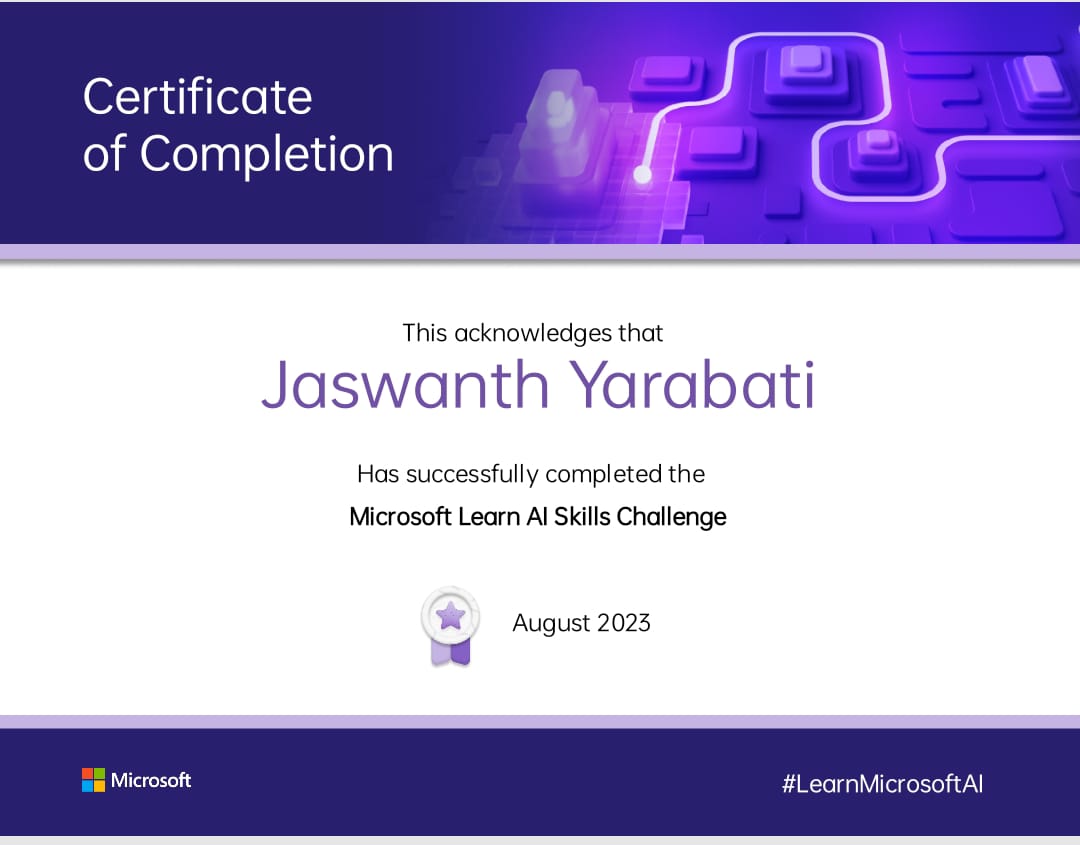 Certificate
of Completion
This acknowledges that
Jaswanth Yarabati
Has successfully completed the
Microsoft Learn AI Skills Challenge
August 2023
Microsoft
#LearnMicrosoftAI